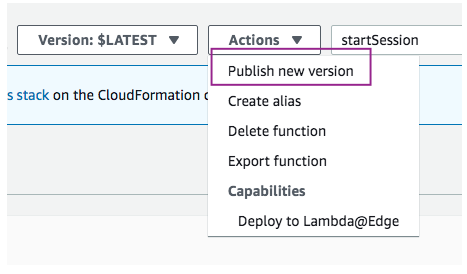 Version: $LATEST ▼ Actions ▼ startSession
Publish new version
s stack on the CloudFormation
Create alias
Delete function
Export function
Capabilities
Deploy to Lambda@Edge